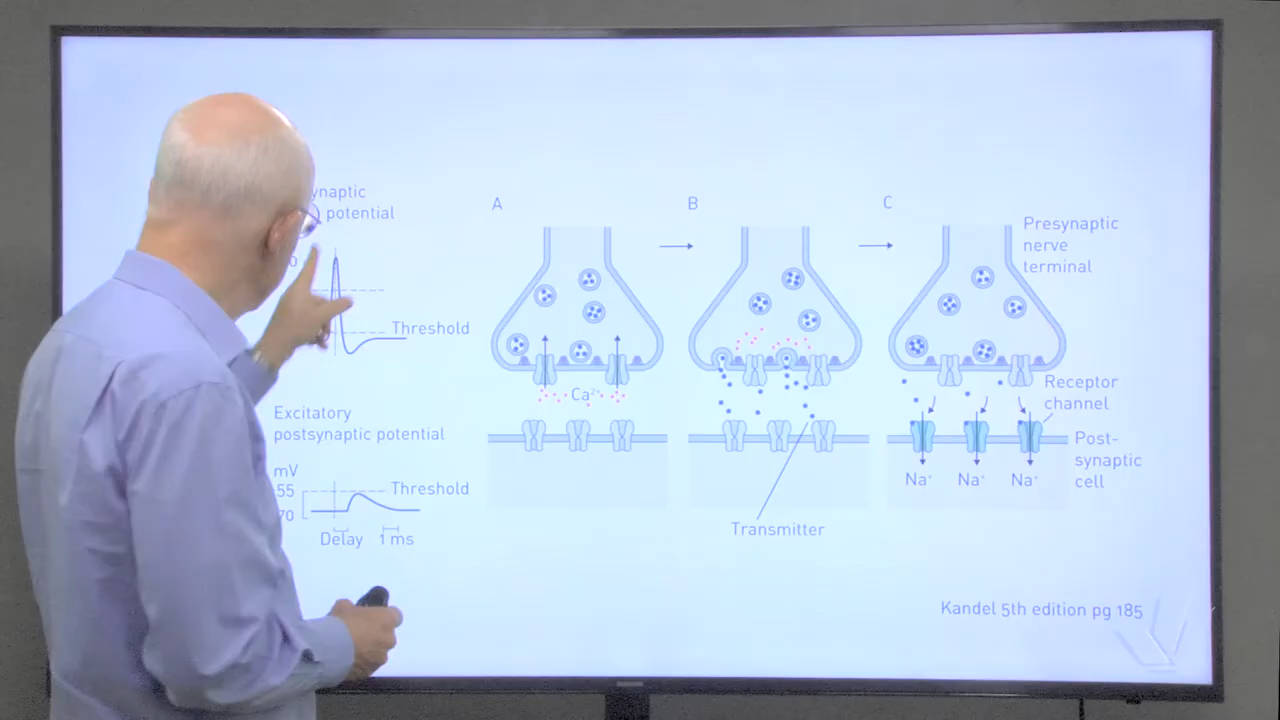 potential
Threshold
Excitatory
postsynaptic potential
mV
55
Threshold
70
Delay 1 ms
A
Ca²⁺
B
Transmitter
C
Presynaptic
nerve
terminal
Receptor
channel
Post-
synaptic
cell
Na⁺ Na⁺ Na⁺
Kandel 5th edition pg 185